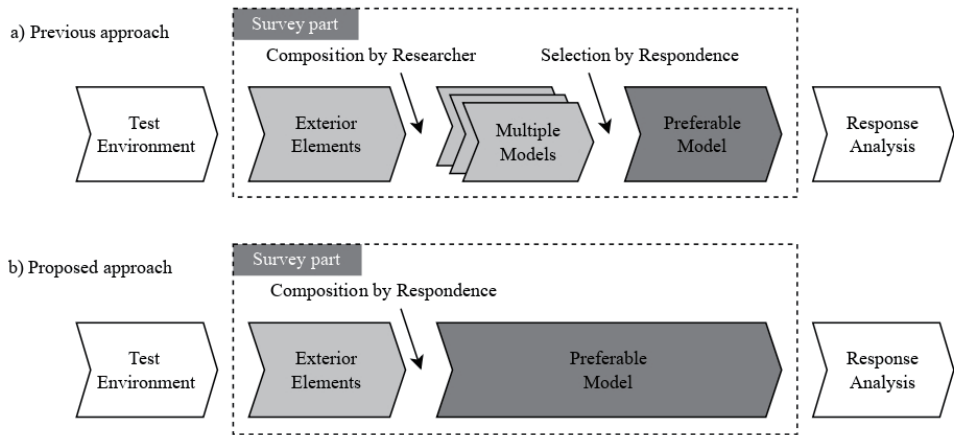 a) Previous approach
Survey part
Composition by Researcher
Selection by Respondence
Test
Environment
Exterior
Elements
Multiple
Models
Preferable
Model
Response
Analysis
b) Proposed approach
Survey part
Composition by Respondence
Test
Environment
Exterior
Elements
Preferable
Model
Response
Analysis